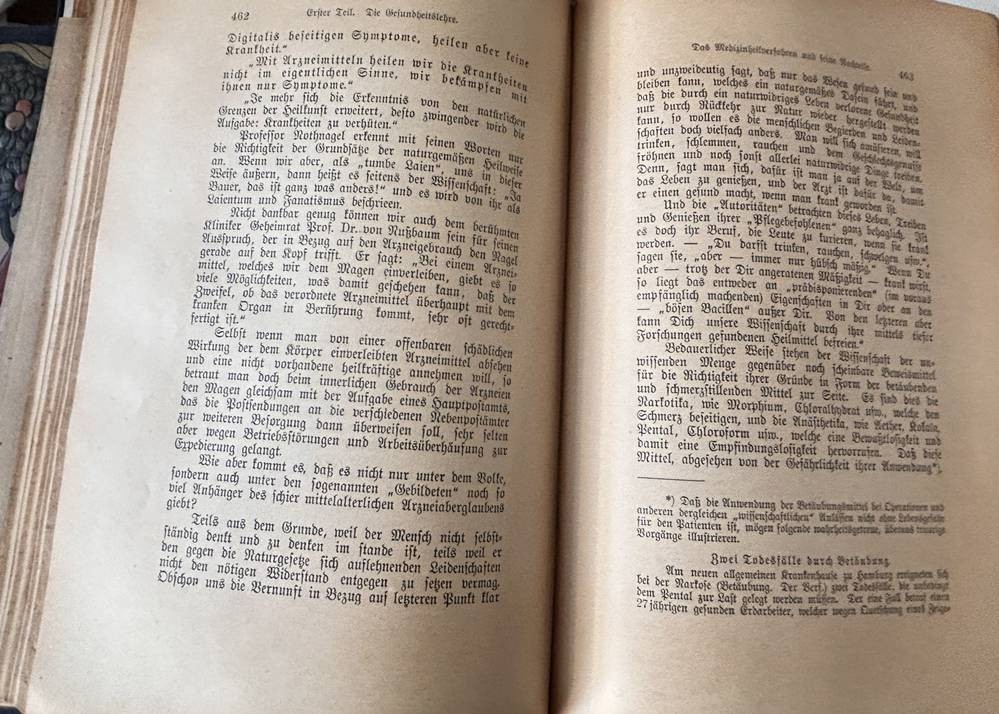 462 Erster Teil. Die Gesundheitslehre.
Digitalis beseitigen Symptome, heilen aber keine
Krankheit."
„Mit Arzneimitteln heilen wir die Krankheiten
nicht im eigentlichen Sinne, wir bekämpfen mit
ihnen nur Symptome."
„Je mehr sich die Erkenntnis von den natürlichen
Grenzen der Heilkunst erweitert, desto zwingender wird die
Aufgabe: Krankheiten zu verhüten."
Professor Nothnagel erkennt mit seinen Worten nur
die Richtigkeit der Grundsätze der naturgemäßen Heilweise
an. Wenn wir aber, als „tumbe Laien", uns in dieser
Weise äußern, dann heißt es seitens der Wissenschaft: „Ja
Bauer, das ist ganz was anders!" und es wird von ihr als
Laientum und Fanatismus beschrieen.
Nicht dankbar genug können wir auch dem berühmten
Kliniker Geheimrat Prof. Dr. von Nußbaum sein für seinen
Ausspruch, der in Bezug auf den Arzneigebrauch den Nagel
gerade auf den Kopf trifft. Er sagt: „Bei einem Arznei-
mittel, welches wir dem Magen einverleiben, giebt es so
viele Möglichkeiten, was damit geschehen kann, daß der
Zweifel, ob das verordnete Arzneimittel überhaupt mit dem
kranken Organ in Berührung kommt, sehr oft gerecht-
fertigt ist."
Selbst wenn man von einer offenbaren schädlichen
Wirkung der dem Körper einverleibten Arzneimittel absehen
und eine nicht vorhandene heilkräftige annehmen will, so
betraut man doch beim innerlichen Gebrauch der Arzneien
den Magen gleichsam mit der Aufgabe eines Hauptpostamts,
das die Postsendungen an die verschiedenen Nebenpostämter
zur weiteren Besorgung dann überweisen soll, sehr selten
aber wegen Betriebsstörungen und Arbeitsüberhäufung zur
Expedierung gelangt.
Wie aber kommt es, daß es nicht nur unter dem Volke,
sondern auch unter den sogenannten „Gebildeten" noch so
viel Anhänger des schier mittelalterlichen Arzneiaberglaubens
giebt?
Teils aus dem Grunde, weil der Mensch nicht selbst-
ständig denkt und zu denken im stande ist, teils weil er
den gegen die Naturgesetze sich auflehnenden Leidenschaften
nicht den nötigen Widerstand entgegen zu setzen vermag.
Obschon uns die Vernunft in Bezug auf letzteren Punkt klar
Das Medizinheilverfahren und seine Nachteile. 463
und unzweideutig sagt, daß nur das Wesen gesund sein und
bleiben kann, welches ein naturgemäßes Dasein führt, und
daß die durch ein naturwidriges Leben verlorene Gesundheit
nur durch Rückkehr zur Natur wieder hergestellt werden
kann, so wollen es die menschlichen Begierden und Leiden-
schaften doch vielfach anders. Man will sich amüsieren, will
trinken, schlemmen, rauchen und dem Geschlechtsgenusse
fröhnen und noch sonst allerlei naturwidrige Dinge treiben.
Denn, sagt man sich, dafür ist man ja auf der Welt, um
das Leben zu genießen, und der Arzt ist dafür da, damit
er einen gesund macht, wenn man krank geworden ist.
Und die „Autoritäten" betrachten dieses Leben, Treiben
und Genießen ihrer „Pflegebefohlenen" ganz behaglich. Ist
es doch ihr Beruf, die Leute zu kurieren, wenn sie krank
werden. — „Du darfst trinken, rauchen, schwelgen usw."
sagen sie, „aber — immer nur hübsch mäßig." Wenn Du
aber — trotz der Dir angeratenen Mäßigkeit — krank wirst,
so liegt das entweder an „prädisponierenden" (im voraus
empfänglich machenden) Eigenschaften in Dir oder an den
— „bösen Bacillen" außer Dir. Von den letzteren aber
kann Dich unsere Wissenschaft durch ihre mittels tiefer
Forschungen gefundenen Heilmittel befreien."
Bedauerlicher Weise stehen der Wissenschaft der un-
wissenden Menge gegenüber noch scheinbare Beweismittel
für die Richtigkeit ihrer Gründe in Form der betäubenden
und schmerzstillenden Mittel zur Seite. Es sind dies die
Narkotika, wie Morphium, Chloralhydrat usw., welche den
Schmerz beseitigen, und die Anästhetika, wie Aether, Kokain,
Pental, Chloroform usw., welche eine Bewußtlosigkeit und
damit eine Empfindungslosigkeit hervorrufen. Daß diese
Mittel, abgesehen von der Gefährlichkeit ihrer Anwendung*),
*) Daß die Anwendung der Betäubungsmittel bei Operationen und
anderen dergleichen „wissenschaftlichen" Anlässen nicht ohne Lebensgefahr
für den Patienten ist, mögen folgende wahrheitsgetreue, überaus traurige
Vorgänge illustrieren.
Zwei Todesfälle durch Betäubung.
Am neuen allgemeinen Krankenhause zu Hamburg ereigneten sich
bei der Narkose (Betäubung. Der Verf.) zwei Todesfälle, die unbedingt
dem Pental zur Last gelegt werden müssen. Der eine Fall betraf einen
27jährigen gesunden Erdarbeiter, welcher wegen Quetschung eines Zeige-